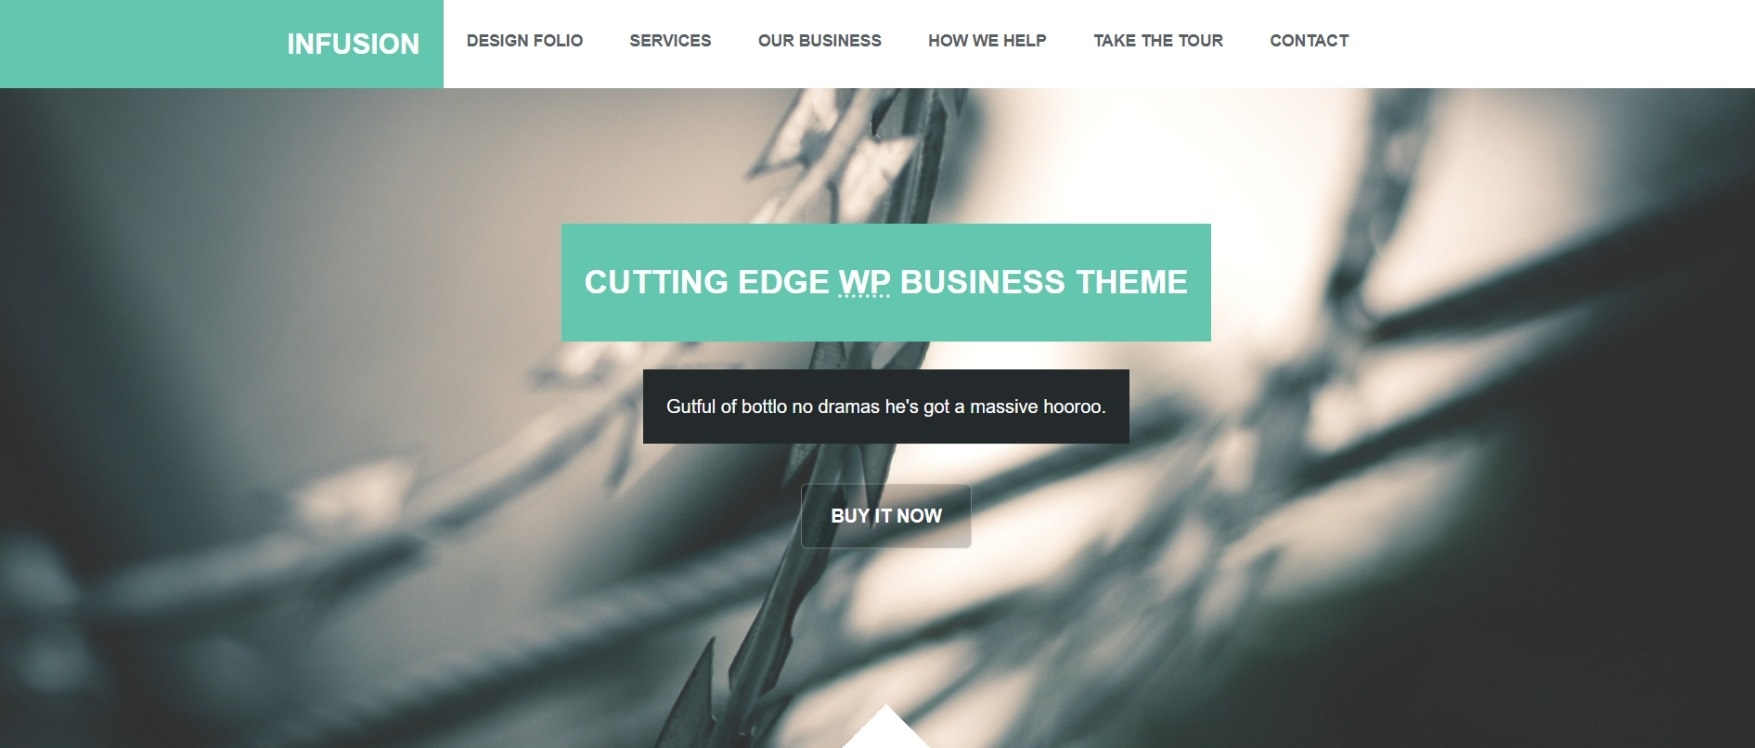 INFUSION
DESIGN FOLIO
SERVICES
OUR BUSINESS
HOW WE HELP
TAKE THE TOUR
CONTACT
CUTTING EDGE WP BUSINESS THEME
Gutful of bottlo no dramas he's got a massive hooroo.
BUY IT NOW